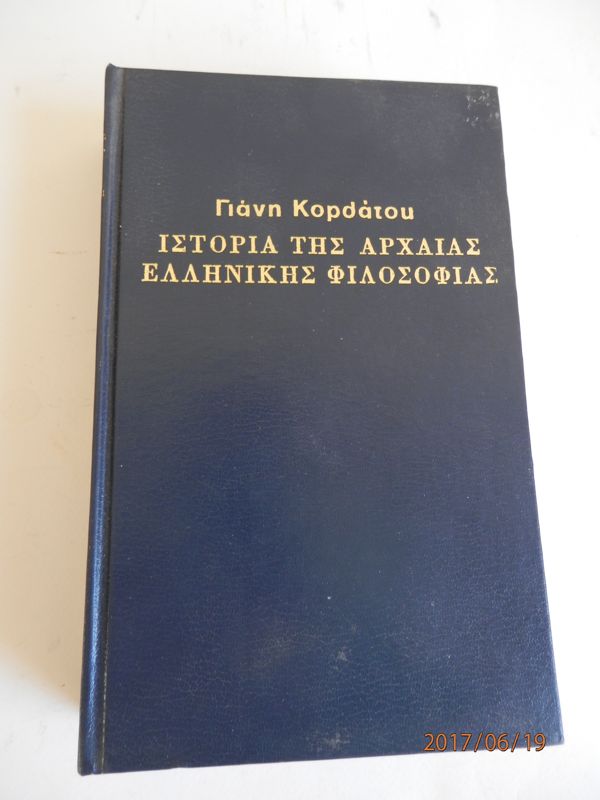 Γιάνη Κορδάτου
ΙΣΤΟΡΙΑ ΤΗΣ ΑΡΧΑΙΑΣ
ΕΛΛΗΝΙΚΗΣ ΦΙΛΟΣΟΦΙΑΣ
2017/06/19